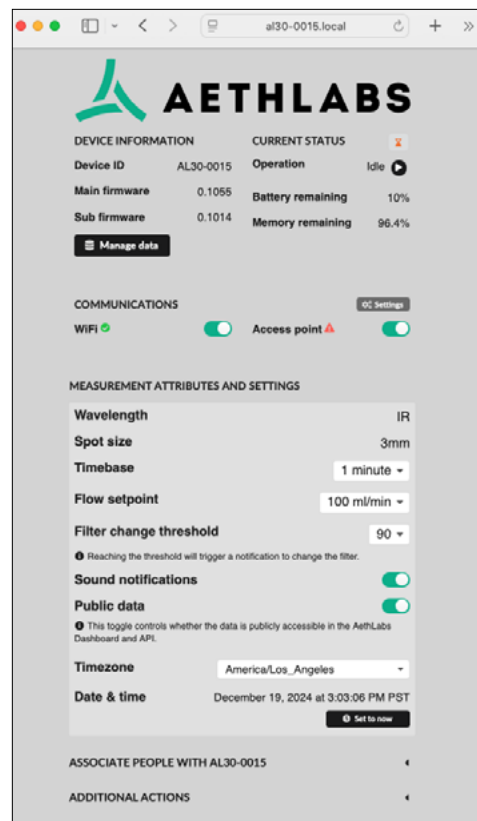 al30-0015.local
AETHLABS
DEVICE INFORMATION
Device ID AL30-0015
Main firmware 0.1055
Sub firmware 0.1014
Manage data
CURRENT STATUS
Operation Idle
Battery remaining 10%
Memory remaining 96.4%
COMMUNICATIONS
Settings
WiFi
Access point
MEASUREMENT ATTRIBUTES AND SETTINGS
Wavelength IR
Spot size 3mm
Timebase 1 minute
Flow setpoint 100 ml/min
Filter change threshold 90
Reaching the threshold will trigger a notification to change the filter.
Sound notifications
Public data
This toggle controls whether the data is publicly accessible in the AethLabs
Dashboard and API.
Timezone America/Los_Angeles
Date & time December 19, 2024 at 3:03:06 PM PST
Set to now
ASSOCIATE PEOPLE WITH AL30-0015
ADDITIONAL ACTIONS